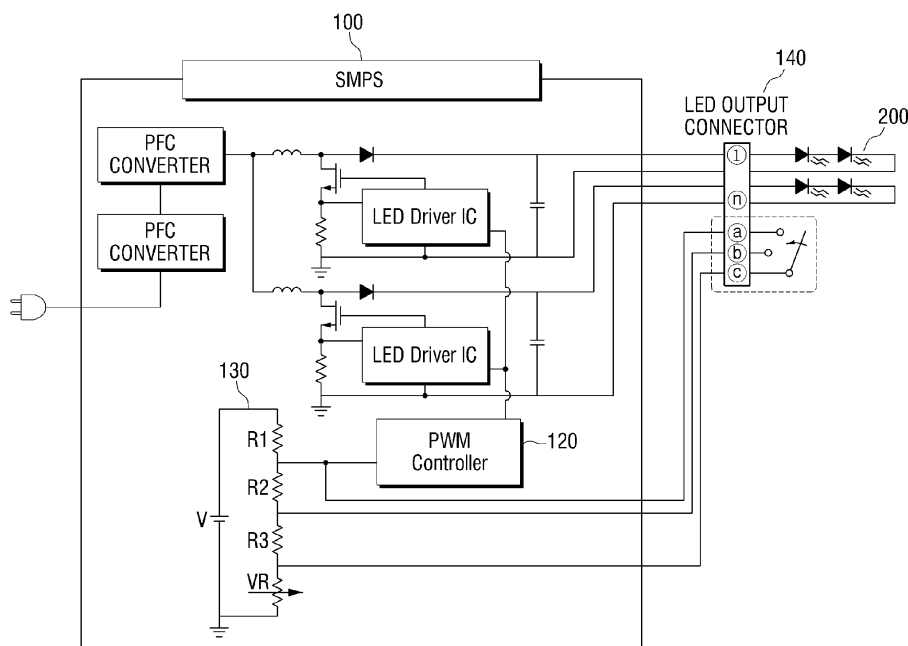 100
SMPS
140
LED OUTPUT
CONNECTOR
200
PFC
CONVERTER
1
LED Driver IC
n
PFC
CONVERTER
a
b
c
LED Driver IC
130
R1
PWM
Controller
120
R2
V
R3
VR